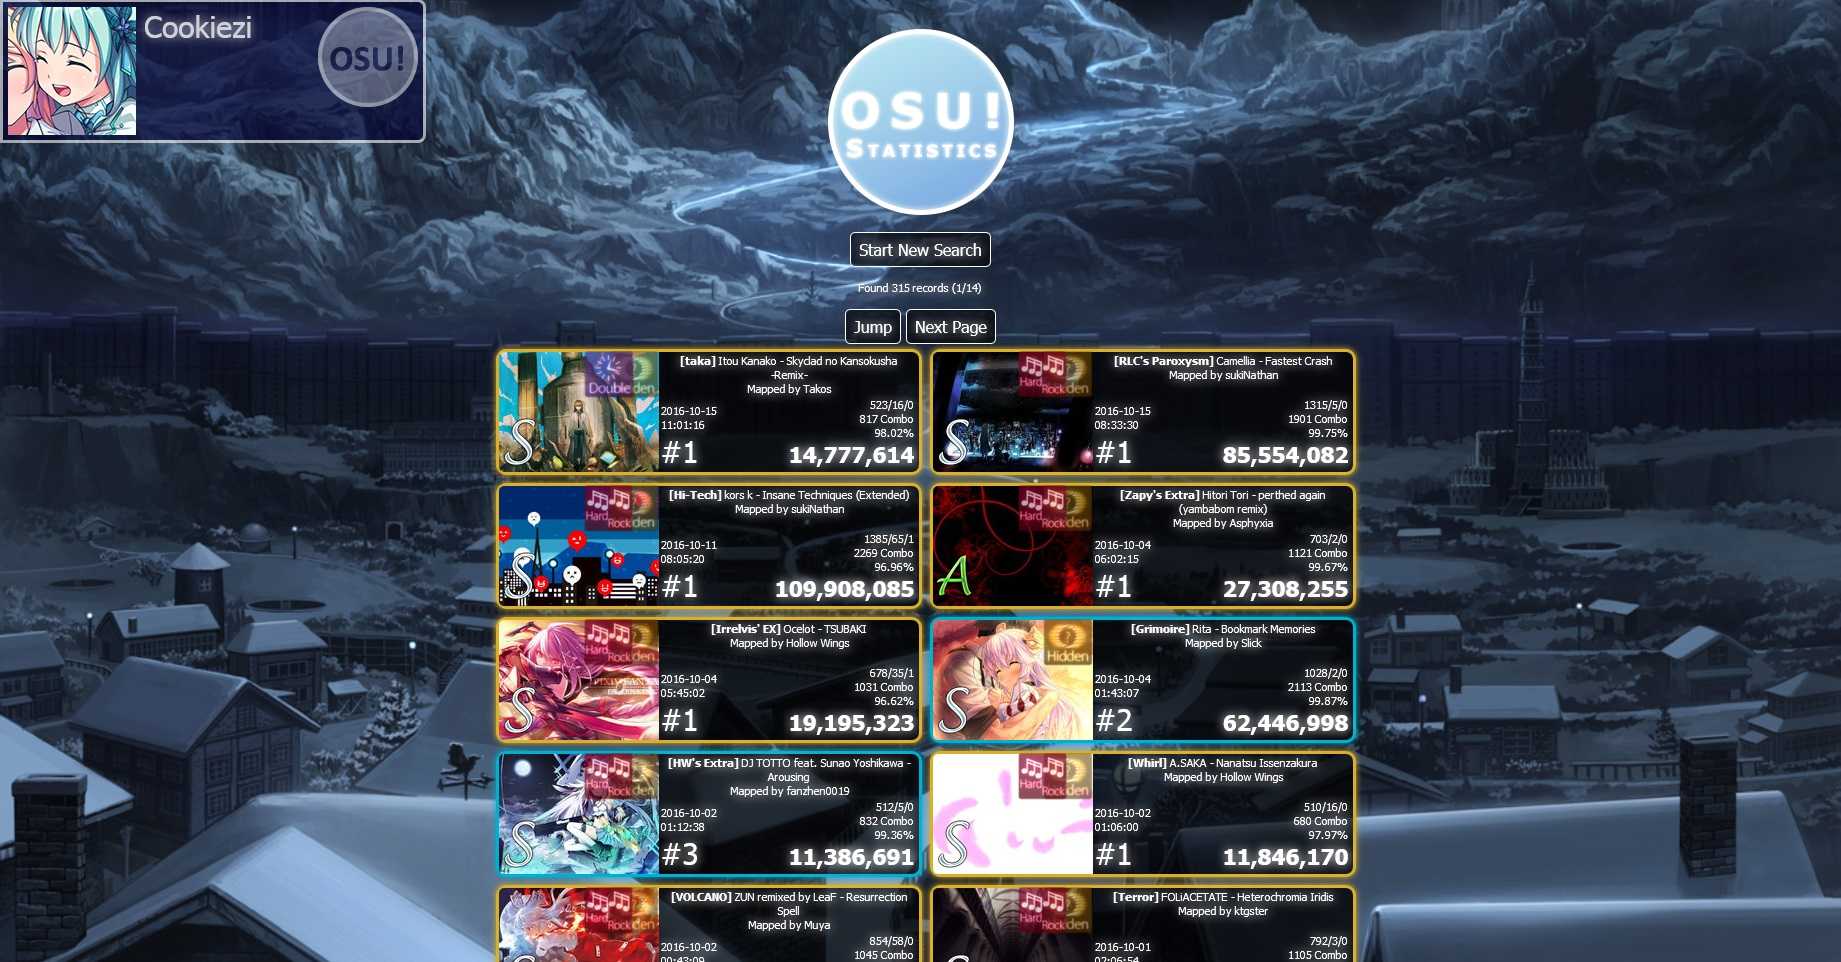 Cookiezi
OSU!
OSU!
STATISTICS
Start New Search
Found 315 records (1/14)
Jump
Next Page
Double den
[taka] Itou Kanako - Skyclad no Kansokusha
-Remix-
Mapped by Takos
523/16/0
2016-10-15
817 Combo
11:01:16
98.02%
S
#1
14,777,614
Hard Rock den
[RLC's Paroxysm] Camellia - Fastest Crash
Mapped by sukiNathan
1315/5/0
2016-10-15
1901 Combo
08:33:30
99.75%
S
#1
85,554,082
Hard Rock den
[Hi-Tech] kors k - Insane Techniques (Extended)
Mapped by sukiNathan
1385/65/1
2016-10-11
2269 Combo
08:05:20
96.96%
S
#1
109,908,085
Hard Rock den
[Zapy's Extra] Hitori Tori - perthed again
(yambabom remix)
Mapped by Asphyxia
703/2/0
2016-10-04
1121 Combo
06:02:15
99.67%
A
#1
27,308,255
Hard Rock den
[Irrelvis' EX] Ocelot - TSUBAKI
Mapped by Hollow Wings
678/35/1
2016-10-04
1031 Combo
05:45:02
96.62%
S
#1
19,195,323
Hidden
[Grimoire] Rita - Bookmark Memories
Mapped by Slick
1028/2/0
2016-10-04
2113 Combo
01:43:07
99.87%
S
#2
62,446,998
Hard Rock den
[HW's Extra] DJ TOTTO feat. Sunao Yoshikawa -
Arousing
Mapped by fanzhen0019
512/5/0
2016-10-02
832 Combo
01:12:38
99.36%
S
#3
11,386,691
Hard Rock den
[Whirl] A.SAKA - Nanatsu Issenzakura
Mapped by Hollow Wings
510/16/0
2016-10-02
680 Combo
01:06:00
97.97%
S
#1
11,846,170
Hard Rock den
[VOLCANO] ZUN remixed by LeaF - Resurrection
Spell
Mapped by Muya
854/58/0
2016-10-02
1045 Combo
00:43:09
Hard Rock den
[Terror] FOLiACETATE - Heterochromia Iridis
Mapped by ktgster
792/3/0
2016-10-01
1105 Combo
02:06:54